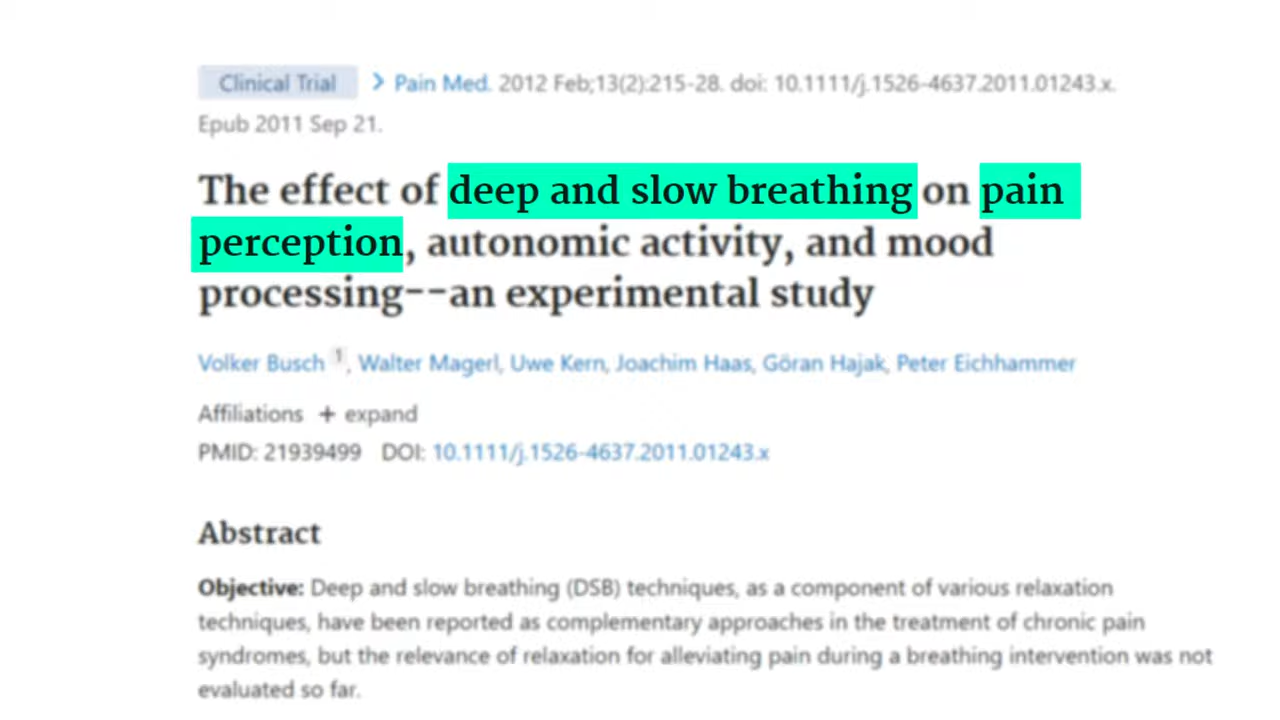 Clinical Trial > Pain Med. 2012 Feb;13(2):215-28. doi: 10.1111/j.1526-4637.2011.01243.x.
Epub 2011 Sep 21.
The effect of deep and slow breathing on pain
perception, autonomic activity, and mood
processing--an experimental study
Volker Busch 1, Walter Magerl, Uwe Kern, Joachim Haas, Göran Hajak, Peter Eichhammer
Affiliations + expand
PMID: 21939499 DOI: 10.1111/j.1526-4637.2011.01243.x
Abstract
Objective: Deep and slow breathing (DSB) techniques, as a component of various relaxation
techniques, have been reported as complementary approaches in the treatment of chronic pain
syndromes, but the relevance of relaxation for alleviating pain during a breathing intervention was not
evaluated so far.